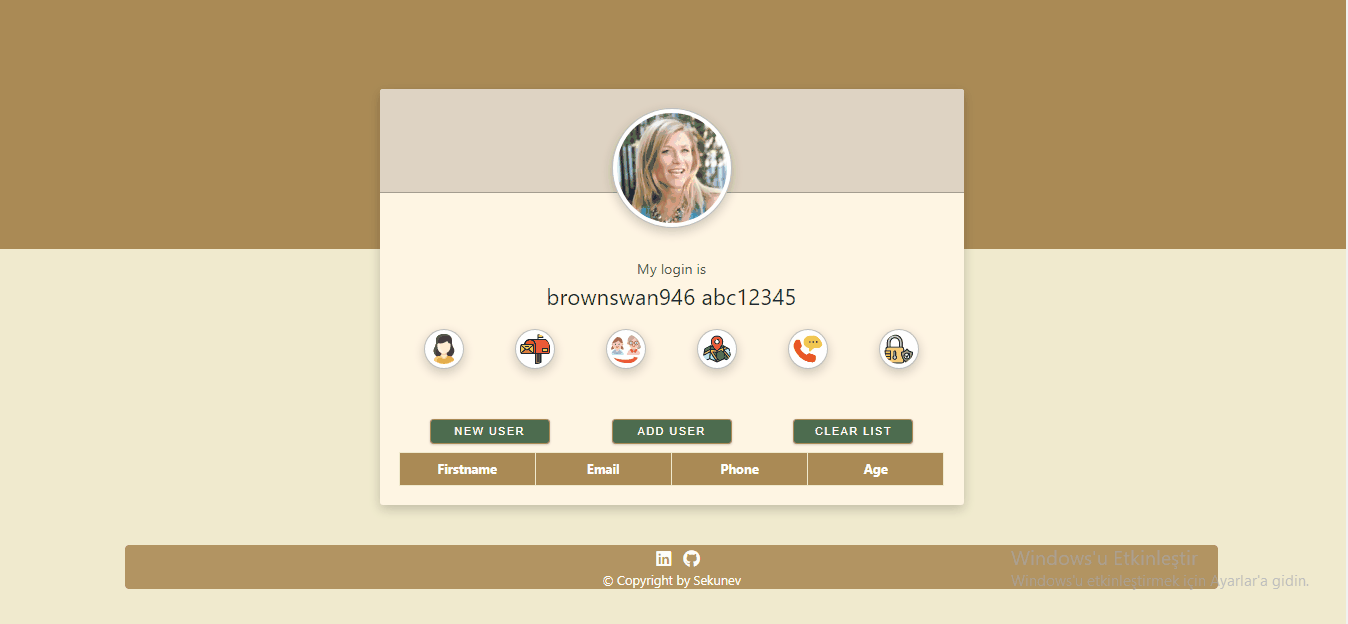 My login is
brownswan946 abc12345
NEW USER ADD USER CLEAR LIST
Firstname Email Phone Age
in
© Copyright by Sekunev
Windows'u Etkinleştir
Windows'u etkinleştirmek için Ayarlar'a gidin.